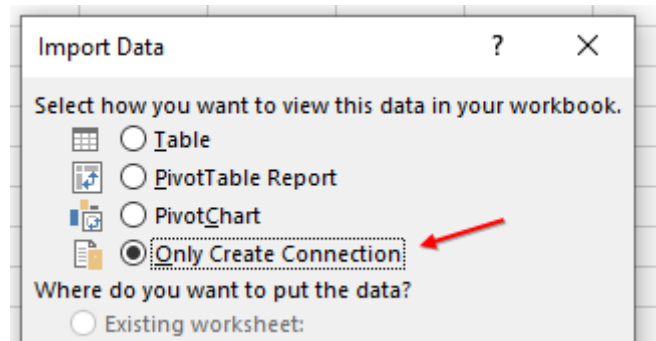 Import Data ? X
Select how you want to view this data in your workbook.
Table
PivotTable Report
PivotChart
Only Create Connection
Where do you want to put the data?
Existing worksheet: